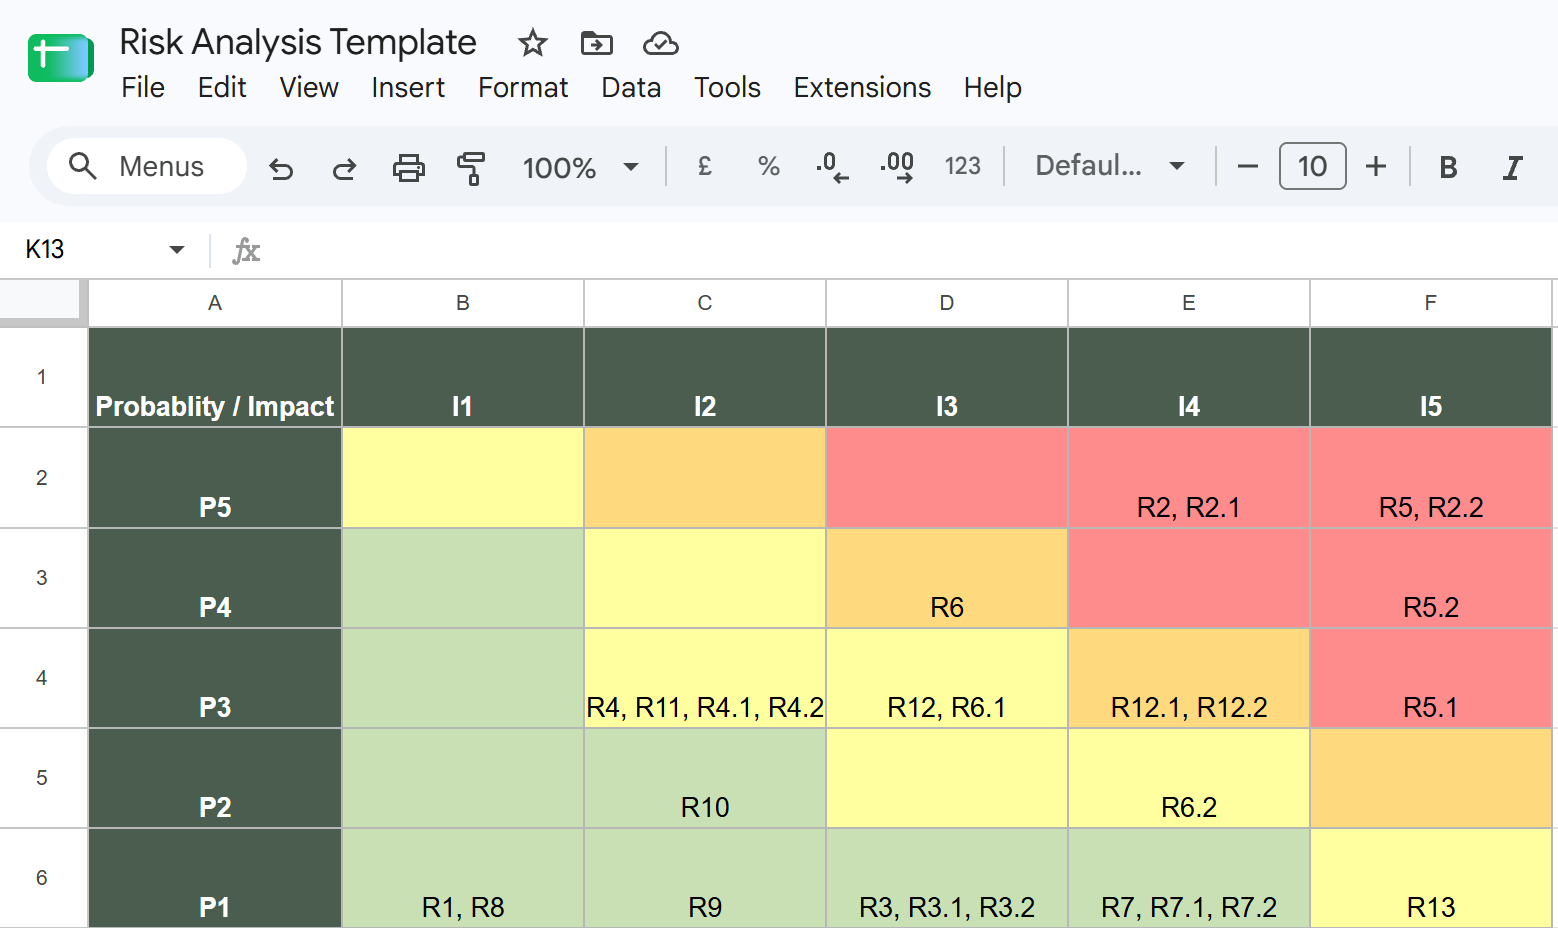 Risk Analysis Template
File Edit View Insert Format Data Tools Extensions Help
Menus 100% £ % .0 .00 123 Defaul... 10 B I
K13 fx
A B C D E F
1 Probablity / Impact I1 I2 I3 I4 I5
2 P5 R2, R2.1 R5, R2.2
3 P4 R6 R5.2
4 P3 R4, R11, R4.1, R4.2 R12, R6.1 R12.1, R12.2 R5.1
5 P2 R10 R6.2
6 P1 R1, R8 R9 R3, R3.1, R3.2 R7, R7.1, R7.2 R13